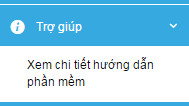 Trợ giúp
Xem chi tiết hướng dẫn
phần mềm